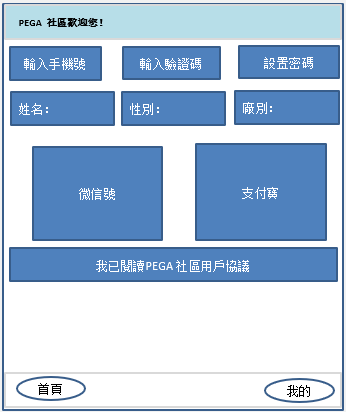 PEGA 社區歡迎您!
輸入手機號
輸入驗證碼
設置密碼
姓名:
性別:
廠別:
微信號
支付寶
我已閱讀PEGA 社區用戶協議
首頁
我的